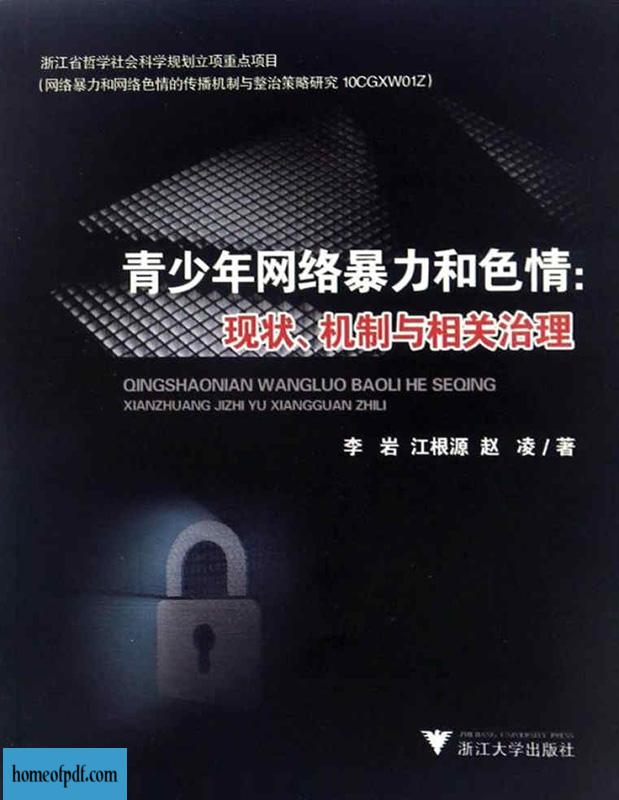 浙江省哲学社会科学规划立项重点项目
(网络暴力和网络色情的传播机制与整治策略研究 10CGXW01Z)
青少年网络暴力和色情:
现状、机制与相关治理
QINGSHAONIAN WANGLUO BAOLI HE SEQING
XIANZHUANG JIZHI YU XIANGGUAN ZHILI
李 岩 江根源 赵 凌/著
ZHEJIANG UNIVERSITY PRESS
浙江大学出版社
homeofpdf.com